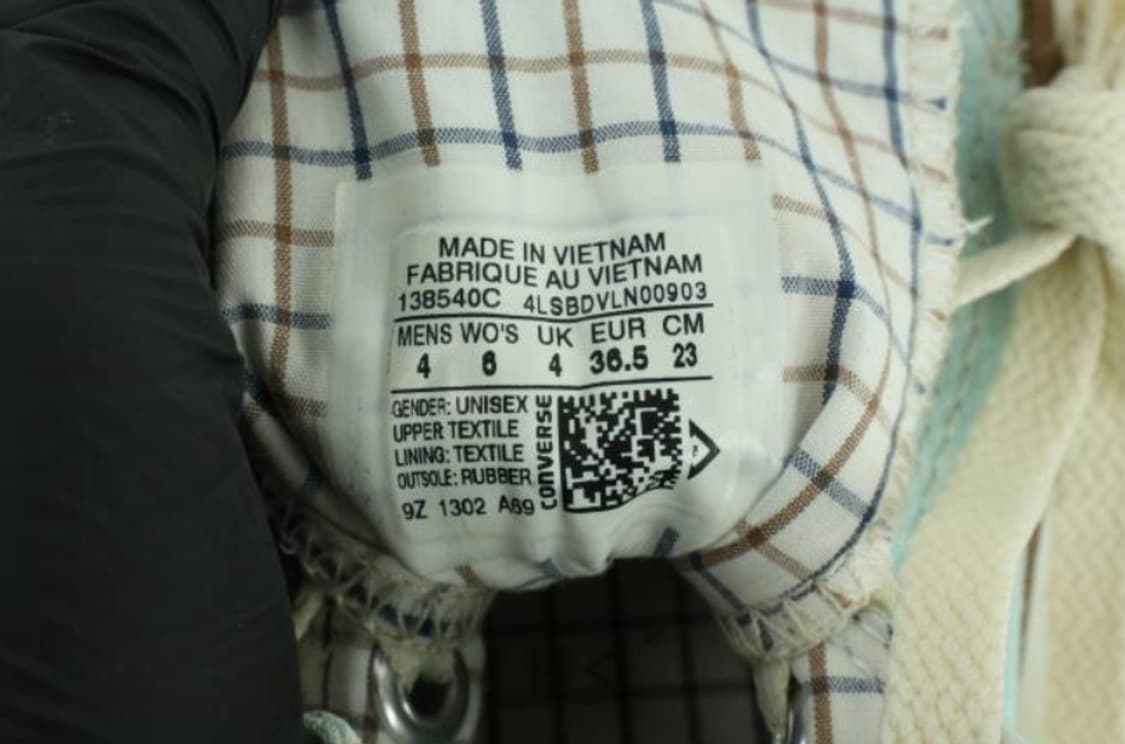 MADE IN VIETNAM
FABRIQUE AU VIETNAM
138540C 4LSBDVLN00903
MENS WO'S UK EUR CM
4 6 4 36.5 23
GENDER: UNISEX
UPPER TEXTILE
LINING: TEXTILE
OUTSOLE: RUBBER
9Z 1302 A69
CONVERSE